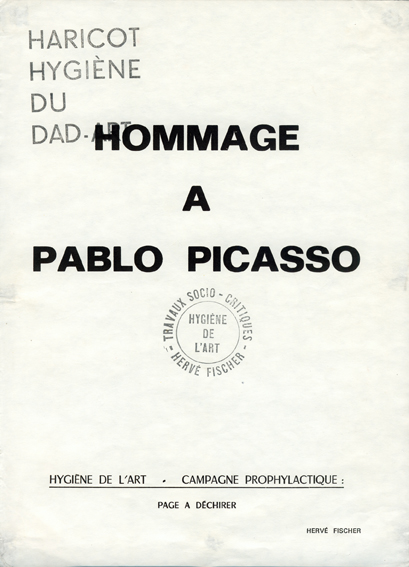 HARICOT
HYGIÈNE
DU
DAD-ART
HOMMAGE
A
PABLO PICASSO
- TRAVAUX SOCIO - CRITIQUES -
HYGIÈNE
DE
L'ART
HERVÉ FISCHER
HYGIÈNE DE L'ART . CAMPAGNE PROPHYLACTIQUE :
PAGE A DÉCHIRER
HERVÉ FISCHER